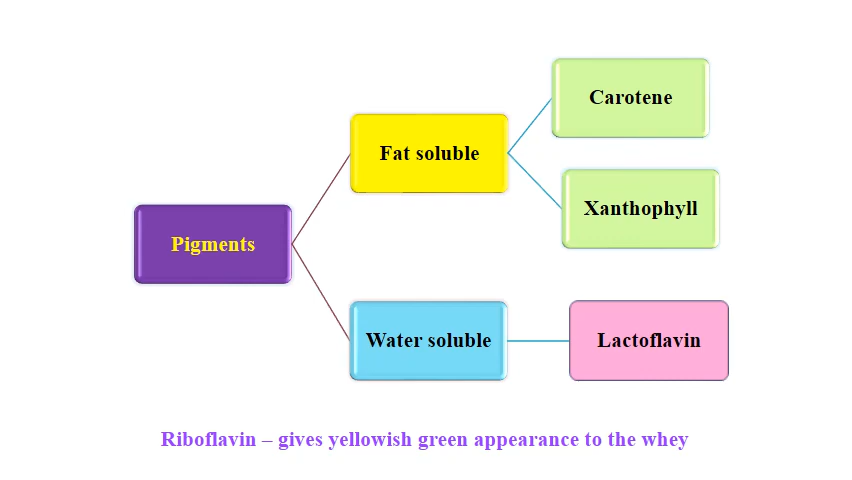 Pigments
Fat soluble
Carotene
Xanthophyll
Water soluble
Lactoflavin
Riboflavin – gives yellowish green appearance to the whey